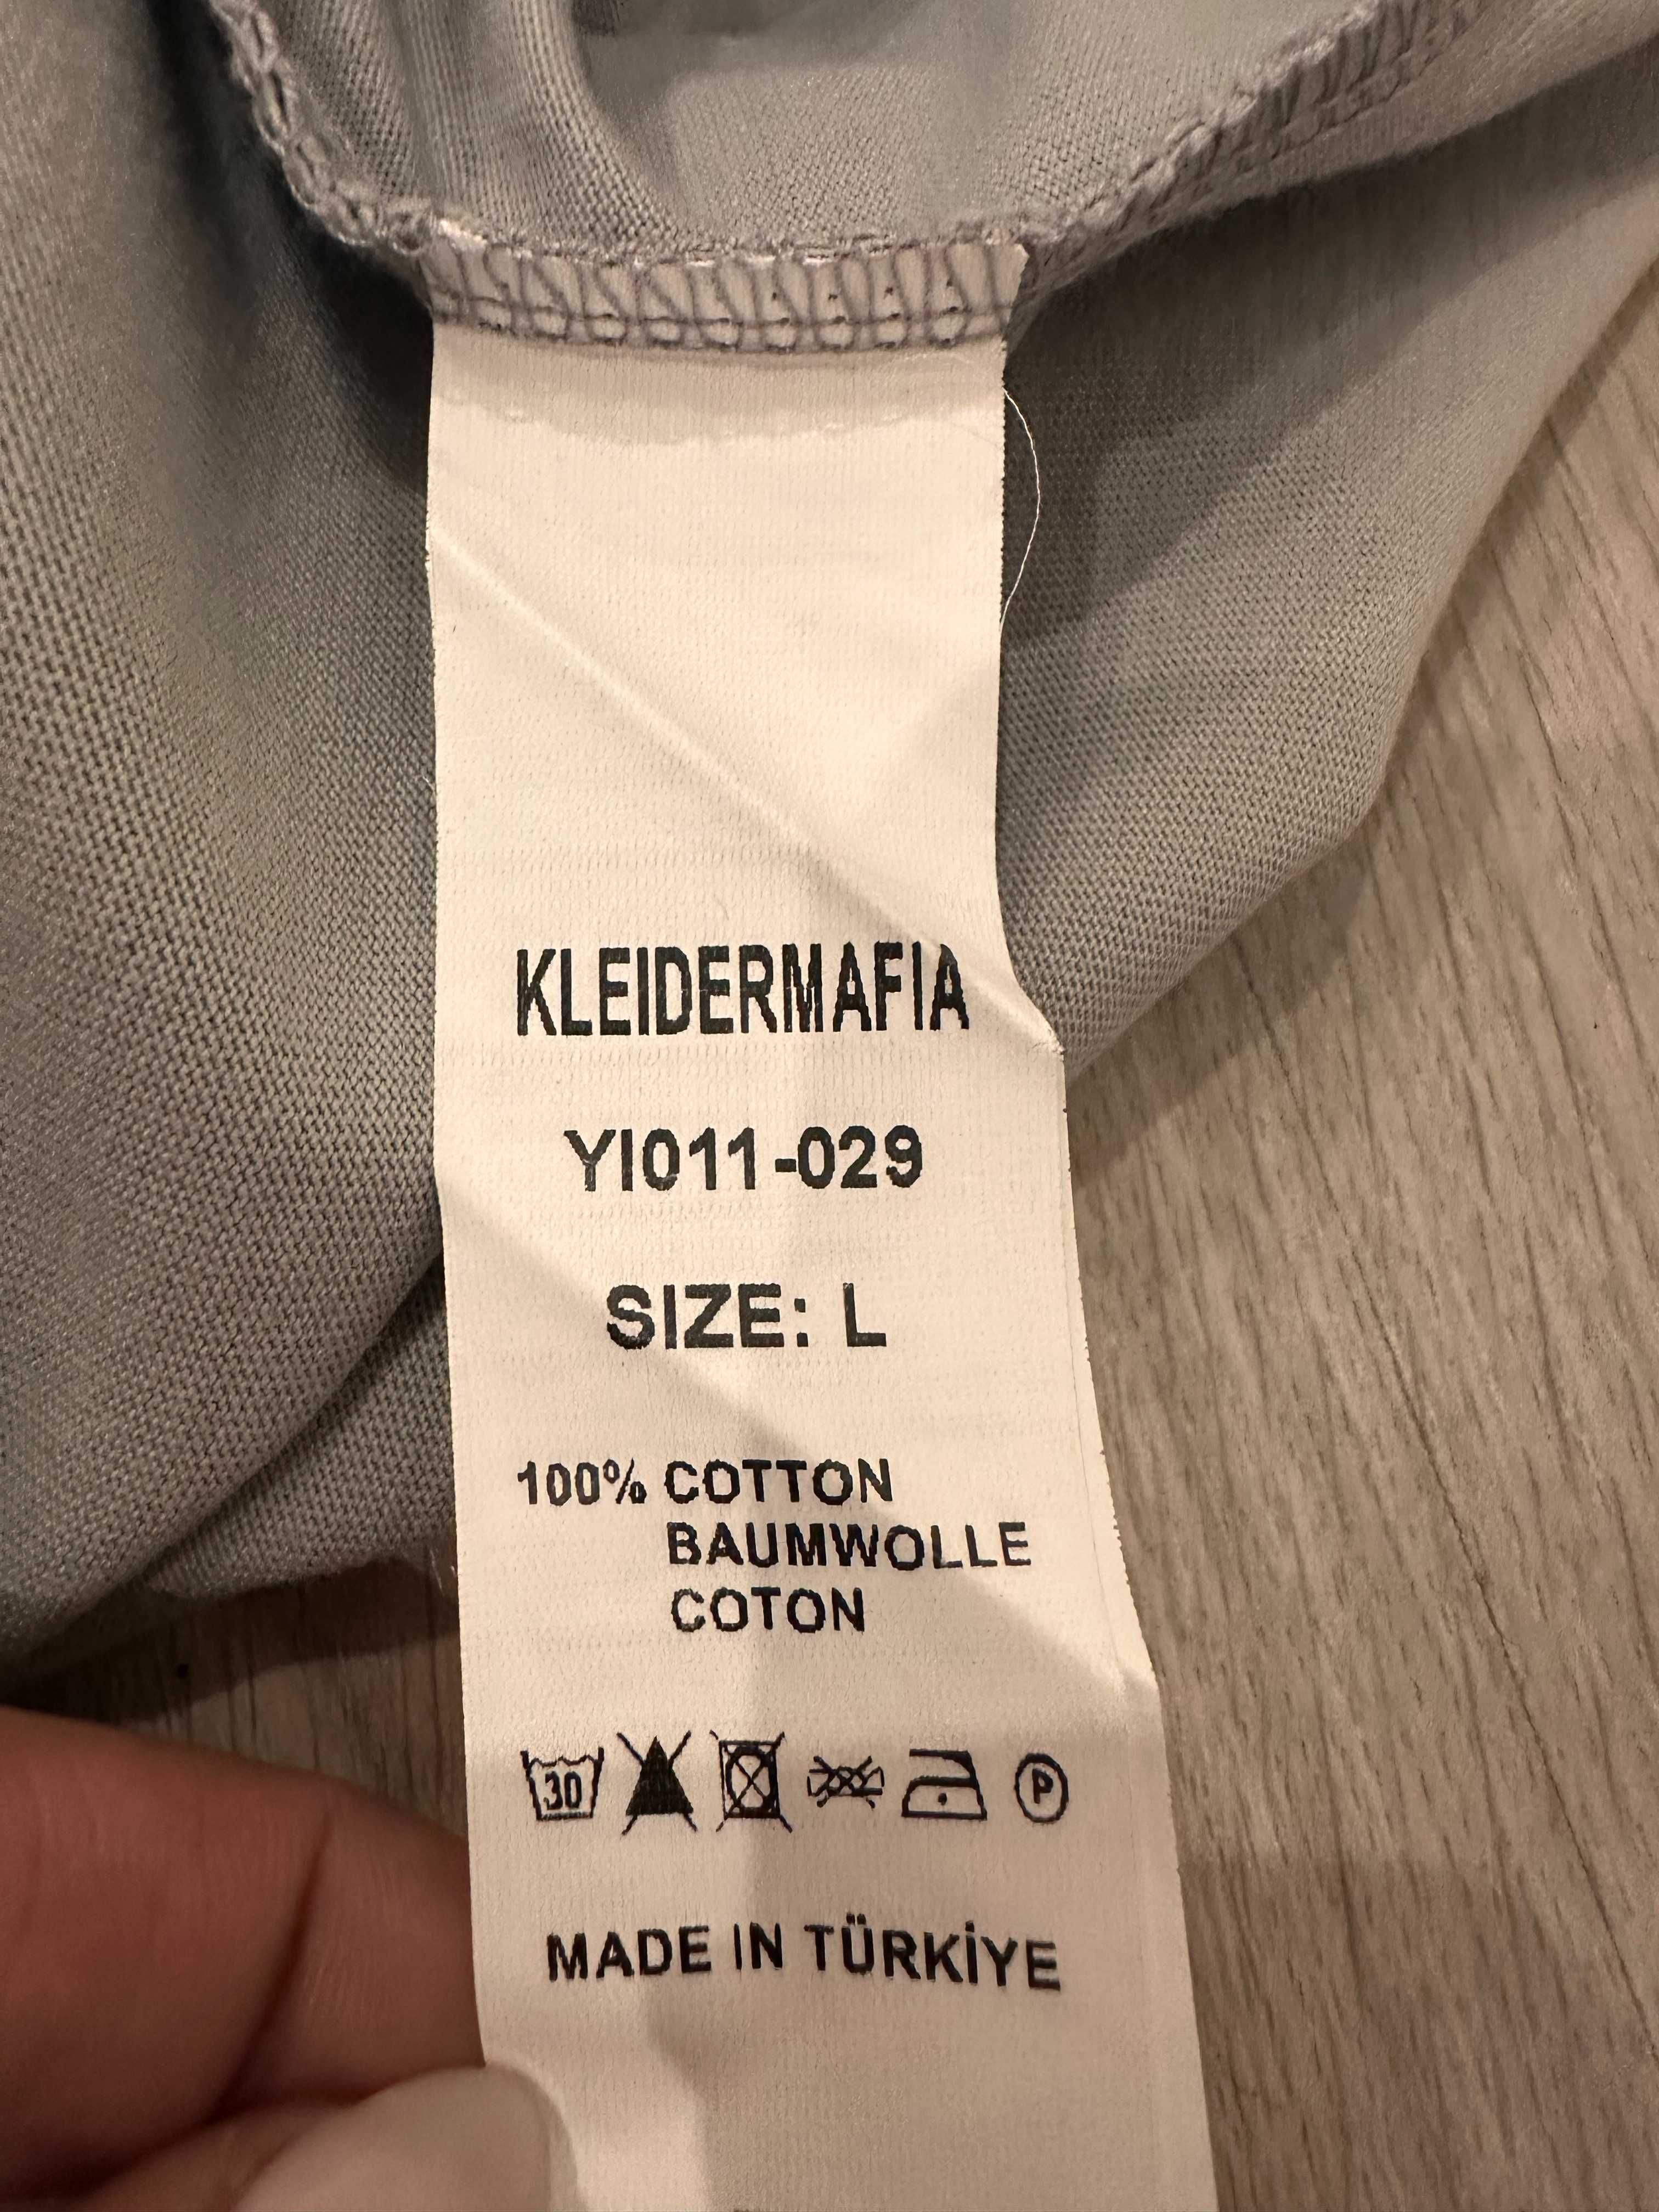 KLEIDERMAFIA
YI011-029
SIZE: L
100% COTTON
BAUMWOLLE
COTON
30 P
MADE IN TÜRKİYE